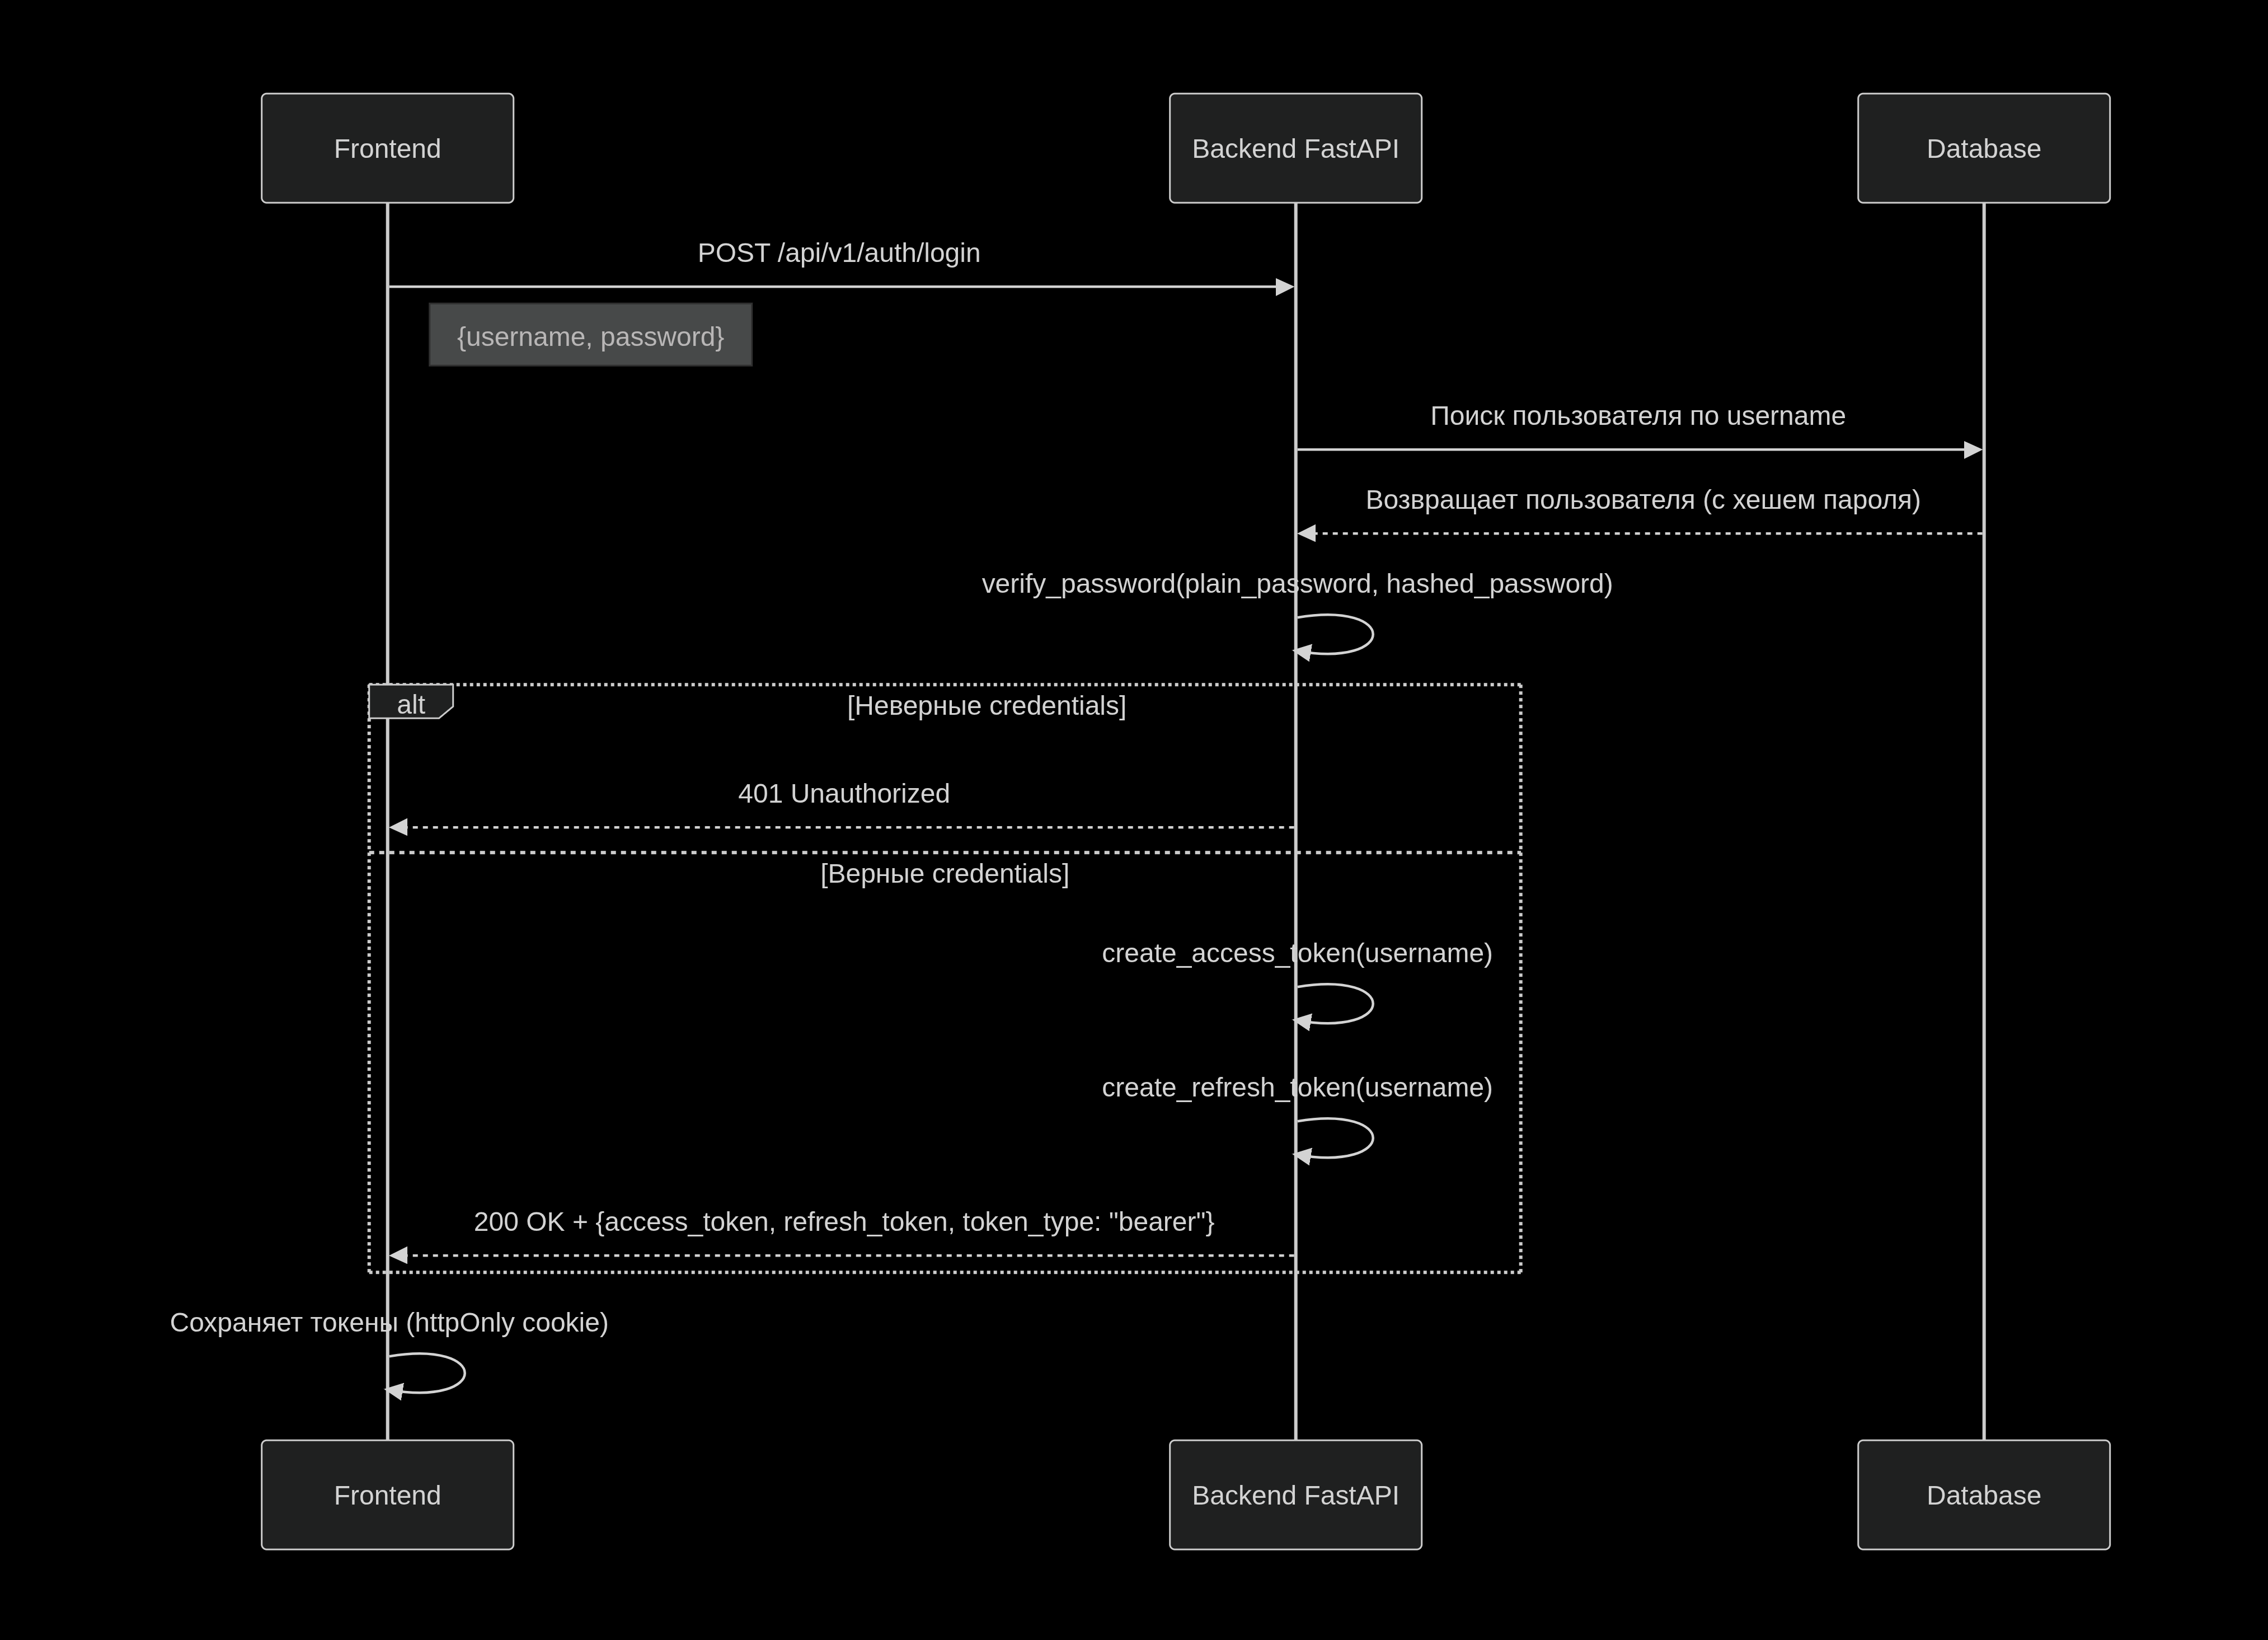 Frontend
Backend FastAPI
Database
POST /api/v1/auth/login
{username, password}
Поиск пользователя по username
Возвращает пользователя (с хешем пароля)
verify_password(plain_password, hashed_password)
alt
[Неверные credentials]
401 Unauthorized
[Верные credentials]
create_access_token(username)
create_refresh_token(username)
200 OK + {access_token, refresh_token, token_type: "bearer"}
Сохраняет токены (httpOnly cookie)
Frontend
Backend FastAPI
Database